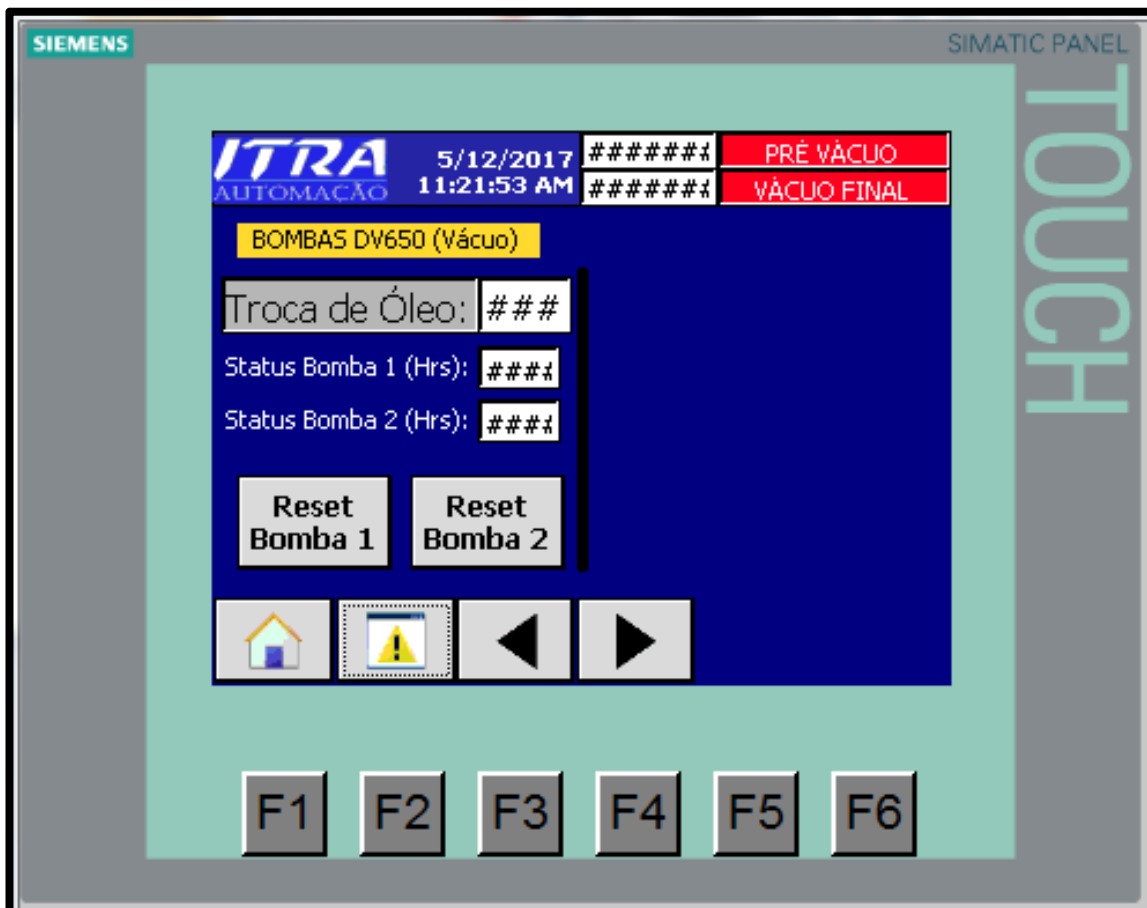 SIEMENS
SIMATIC PANEL
TOUCH
ITRA
AUTOMAÇÃO
5/12/2017
11:21:53 AM
####### PRÉ VÀCUO
####### VÀCUO FINAL
BOMBAS DV650 (Vácuo)
Troca de Óleo: ###
Status Bomba 1 (Hrs): ####
Status Bomba 2 (Hrs): ####
Reset
Bomba 1
Reset
Bomba 2
F1 F2 F3 F4 F5 F6